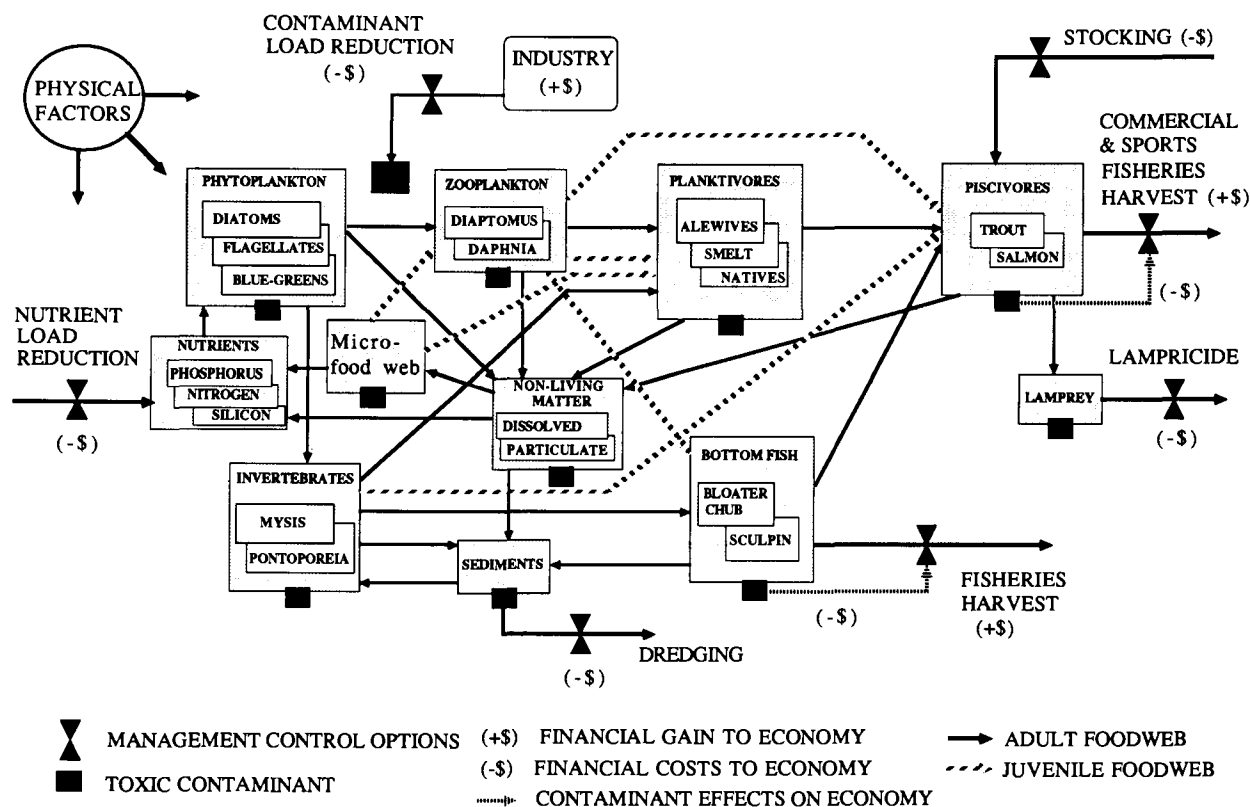 CONTAMINANT
LOAD REDUCTION
(-$)
INDUSTRY
(+$)
STOCKING (-$)
PHYSICAL
FACTORS
COMMERCIAL
& SPORTS
FISHERIES
HARVEST (+$)
(-$)
PHYTOPLANKTON
DIATOMS
FLAGELLATES
BLUE-GREENS
ZOOPLANKTON
DIAPTOMUS
DAPHNIA
PLANKTIVORES
ALEWIVES
SMELT
NATIVES
PISCIVORES
TROUT
SALMON
NUTRIENT
LOAD
REDUCTION
(-$)
NUTRIENTS
PHOSPHORUS
NITROGEN
SILICON
Micro-
food web
NON-LIVING
MATTER
DISSOLVED
PARTICULATE
LAMPREY
LAMPRICIDE
(-$)
INVERTEBRATES
MYSIS
PONTOPOREIA
SEDIMENTS
BOTTOM FISH
BLOATER
CHUB
SCULPIN
(-$)
FISHERIES
HARVEST
(+$)
DREDGING
(-$)
MANAGEMENT CONTROL OPTIONS
TOXIC CONTAMINANT
(+$) FINANCIAL GAIN TO ECONOMY
(-$) FINANCIAL COSTS TO ECONOMY
CONTAMINANT EFFECTS ON ECONOMY
ADULT FOODWEB
JUVENILE FOODWEB